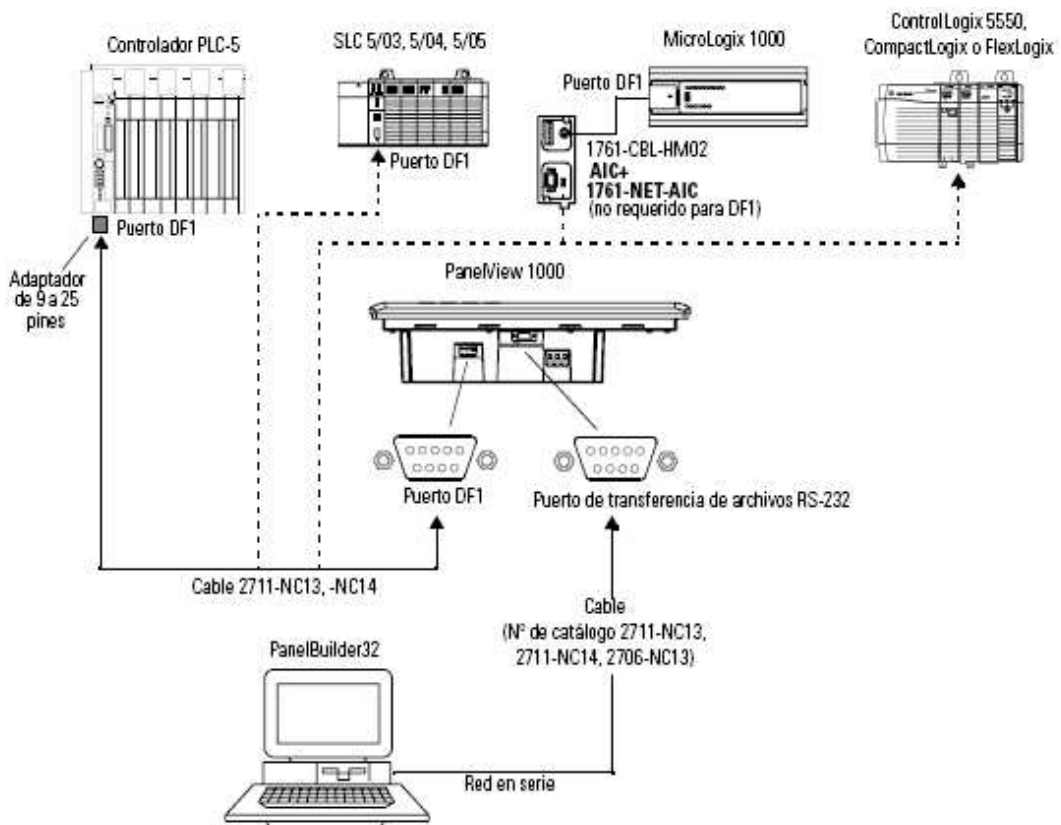 Controlador PLC-5
SLC 5/03, 5/04, 5/05
MicroLogix 1000
ControlLogix 5550,
CompactLogix o FlexLogix
Puerto DF1
Puerto DF1
1761-CBL-HM02
AIC+
1761-NET-AIC
(no requerido para DF1)
Puerto DF1
Adaptador
de 9 a 25
pines
PanelView 1000
Puerto DF1
Puerto de transferencia de archivos RS-232
Cable 2711-NC13, -NC14
Cable
(Nº de catálogo 2711-NC13,
2711-NC14, 2706-NC13)
PanelBuilder32
Red en serie